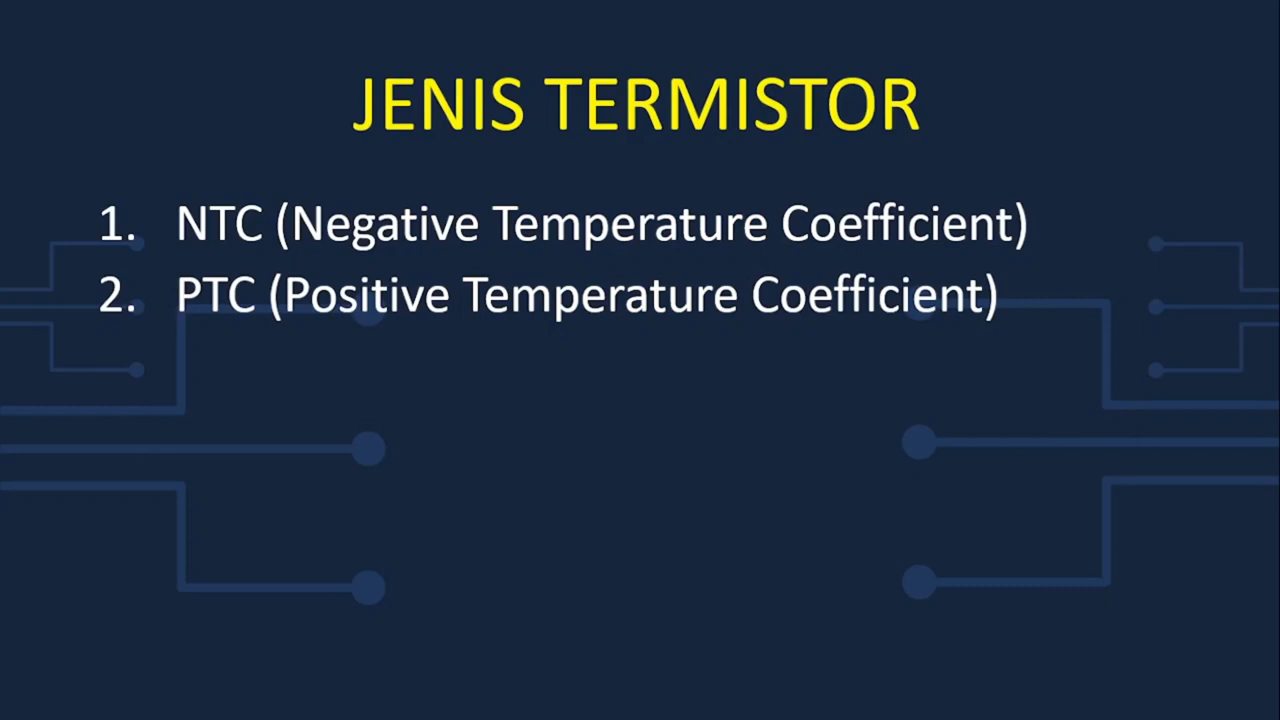 JENIS TERMISTOR
1. NTC (Negative Temperature Coefficient)
2. PTC (Positive Temperature Coefficient)